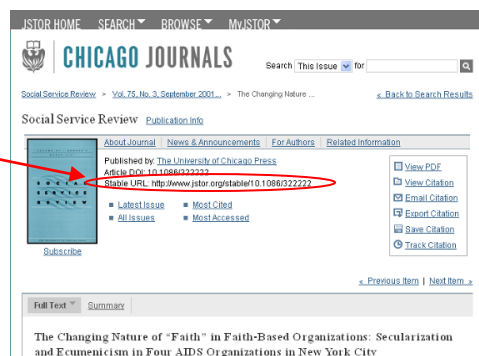 JSTOR HOME SEARCH BROWSE MyJSTOR
CHICAGO JOURNALS
Search This Issue for
Social Service Review > Vol. 75, No. 3, September 2001... > The Changing Nature ...
« Back to Search Results
Social Service Review Publication Info
About Journal News & Announcements For Authors Related Information
SOCIAL
SERVICE
REVIEW
Subscribe
Published by: The University of Chicago Press
Article DOI: 10.1086/322222
Stable URL: http://www.jstor.org/stable/10.1086/322222
Latest Issue Most Cited
All Issues Most Accessed
View PDF
View Citation
Email Citation
Export Citation
Save Citation
Track Citation
« Previous Item | Next Item »
Full Text Summary
The Changing Nature of “Faith” in Faith-Based Organizations: Secularization
and Ecumenicism in Four AIDS Organizations in New York City